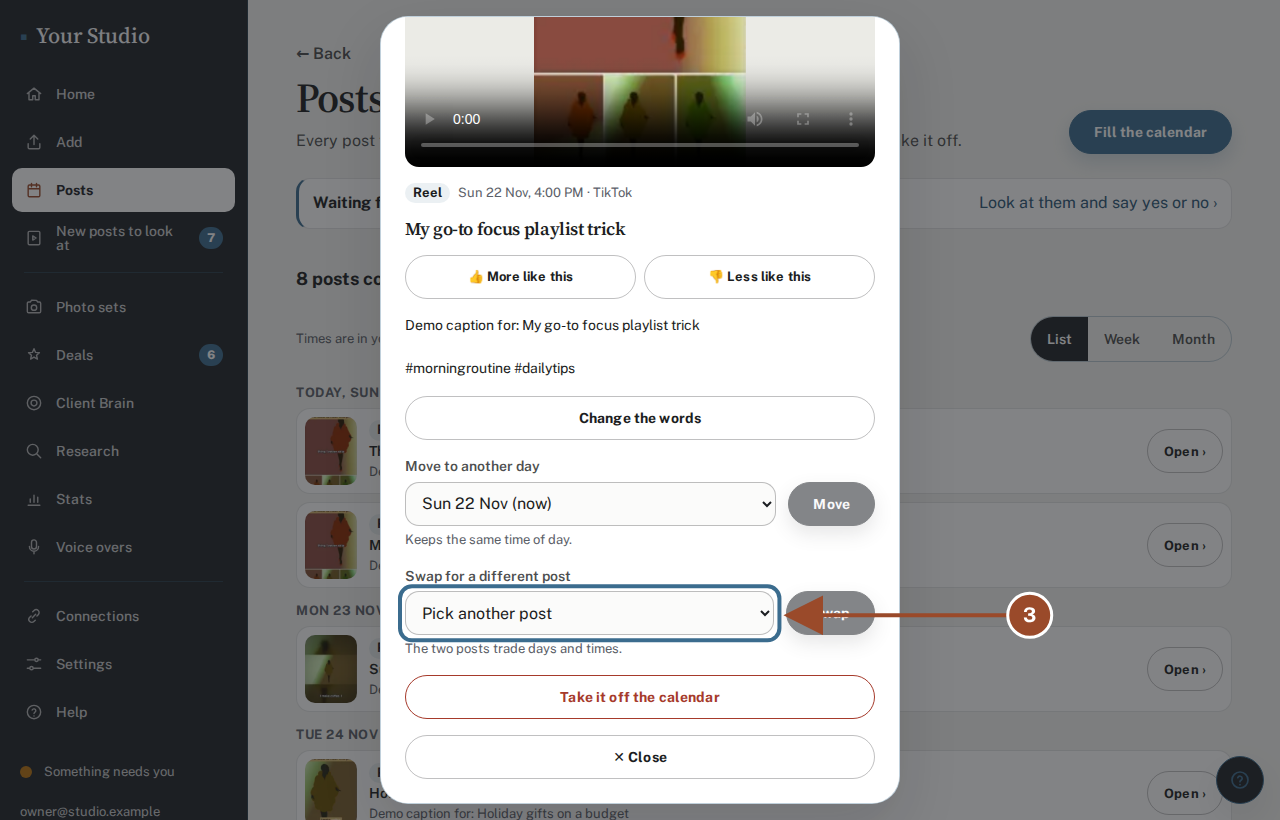 Your Studio
Home
Add
Posts
New posts to look at
7
Photo sets
Deals
6
Client Brain
Research
Stats
Voice overs
Connections
Settings
Help
Something needs you
owner@studio.example
← Back
Posts
Every post
ke it off.
Fill the calendar
Waiting f
Look at them and say yes or no ›
8 posts co
Times are in y
List
Week
Month
TODAY, SUN
Open ›
Open ›
MON 23 NOV
Open ›
TUE 24 NOV
Open ›
Demo caption for: Holiday gifts on a budget
0:00
Reel
Sun 22 Nov, 4:00 PM · TikTok
My go-to focus playlist trick
👍 More like this
👎 Less like this
Demo caption for: My go-to focus playlist trick
#morningroutine #dailytips
Change the words
Move to another day
Sun 22 Nov (now)
Move
Keeps the same time of day.
Swap for a different post
Pick another post
3
The two posts trade days and times.
Take it off the calendar
✕ Close